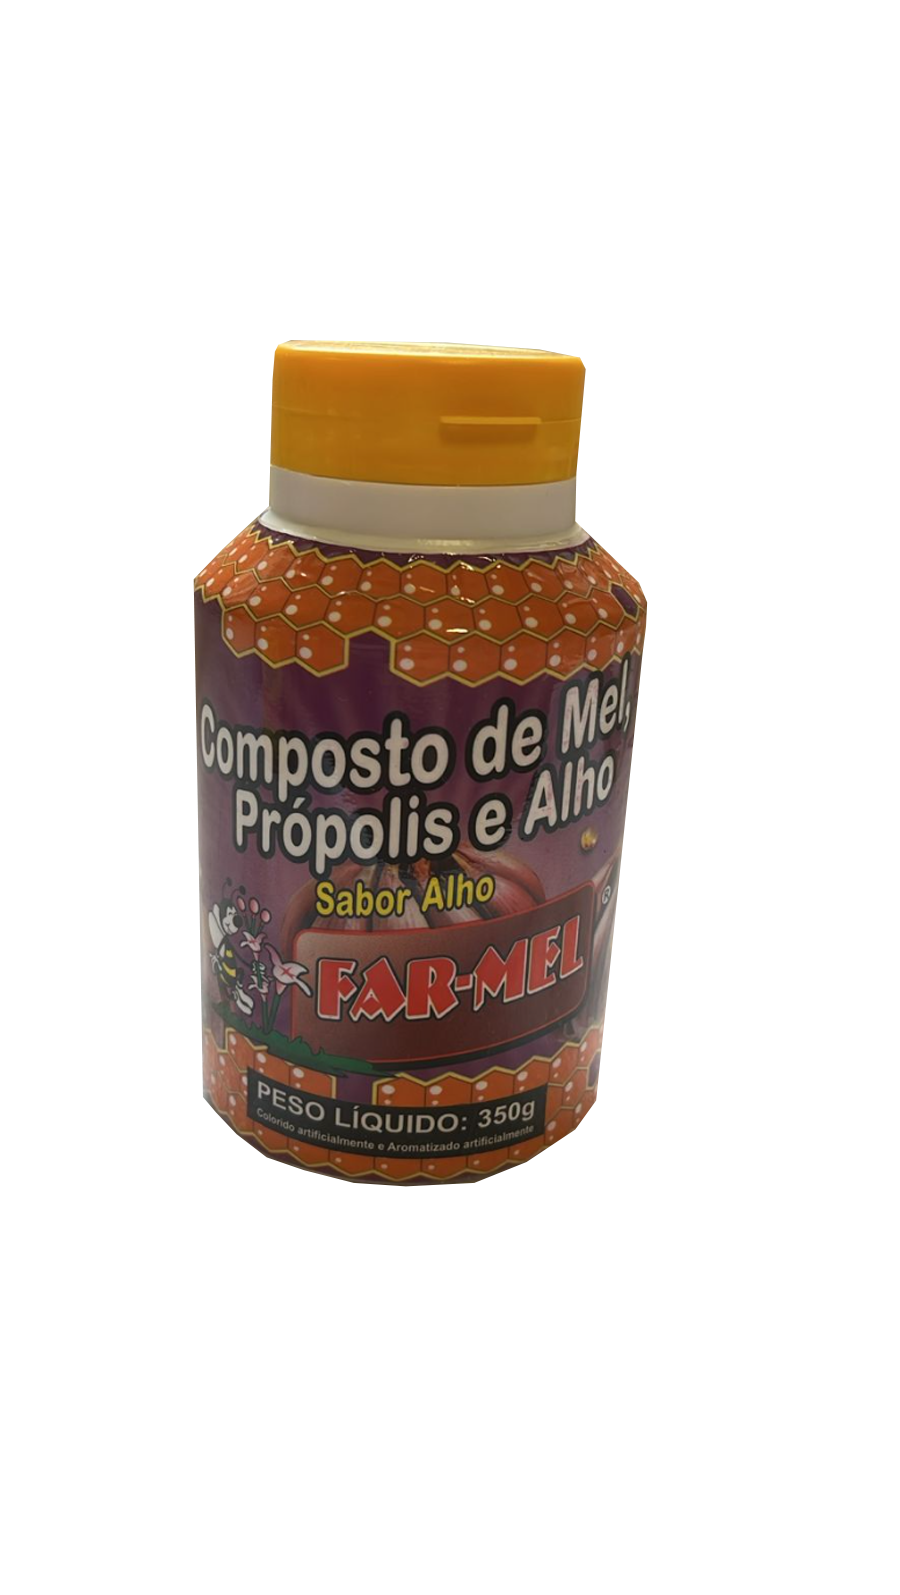 Composto de Mel,
Própolis e Alho
Sabor Alho
®
FAR-MEL
PESO LÍQUIDO: 350g
Colorido artificialmente e Aromatizado artificialmente